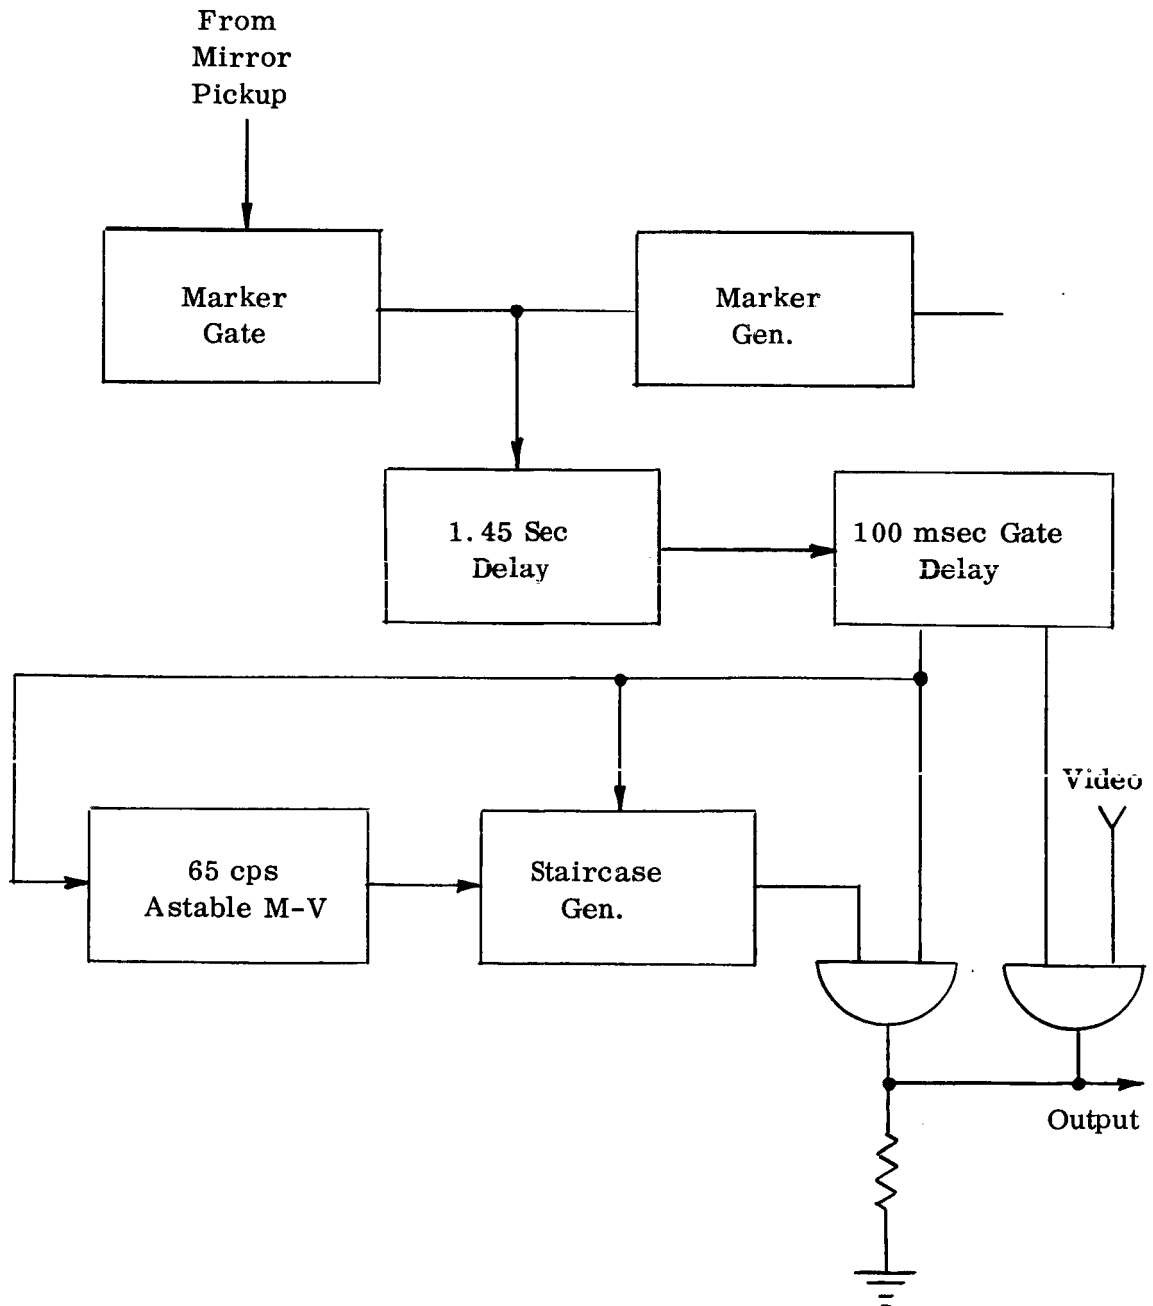 From
Mirror
Pickup
Marker
Gate
Marker
Gen.
1.45 Sec
Delay
100 msec Gate
Delay
Video
65 cps
Astable M-V
Staircase
Gen.
Output